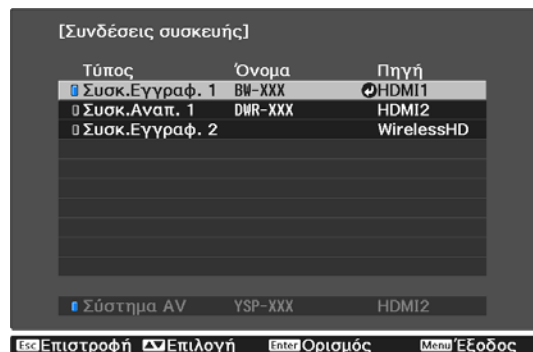 [Συνδέσεις συσκευής]
Τύπος Όνομα Πηγή
Συσκ.Εγγραφ. 1 BW-XXX HDMI1
Συσκ.Αναπ. 1 DWR-XXX HDMI2
Συσκ.Εγγραφ. 2 WirelessHD
Σύστημα AV YSP-XXX HDMI2
Esc Επιστροφή Επιλογή Enter Ορισμός Menu Έξοδος